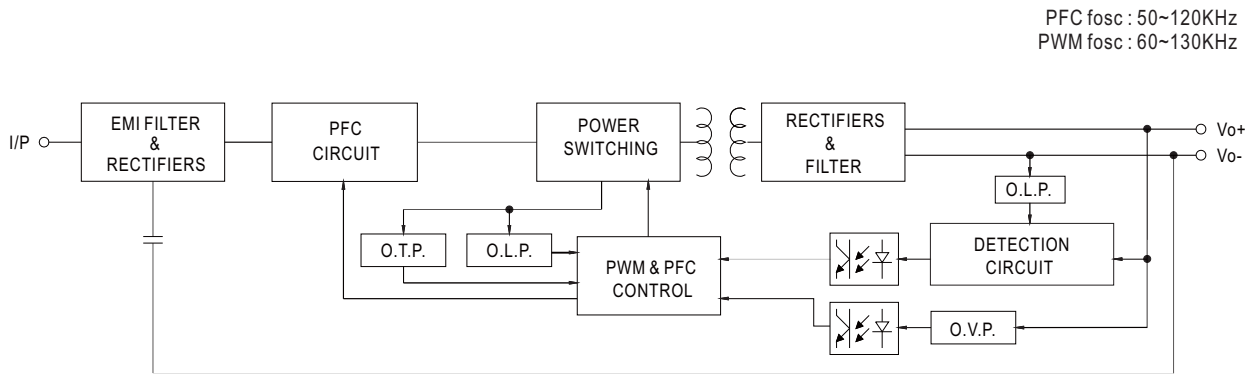 PFC fosc : 50~120KHz
PWM fosc : 60~130KHz
I/P
EMI FILTER
&
RECTIFIERS
PFC
CIRCUIT
POWER
SWITCHING
RECTIFIERS
&
FILTER
Vo+
Vo-
O.L.P.
O.T.P.
O.L.P.
PWM & PFC
CONTROL
DETECTION
CIRCUIT
O.V.P.